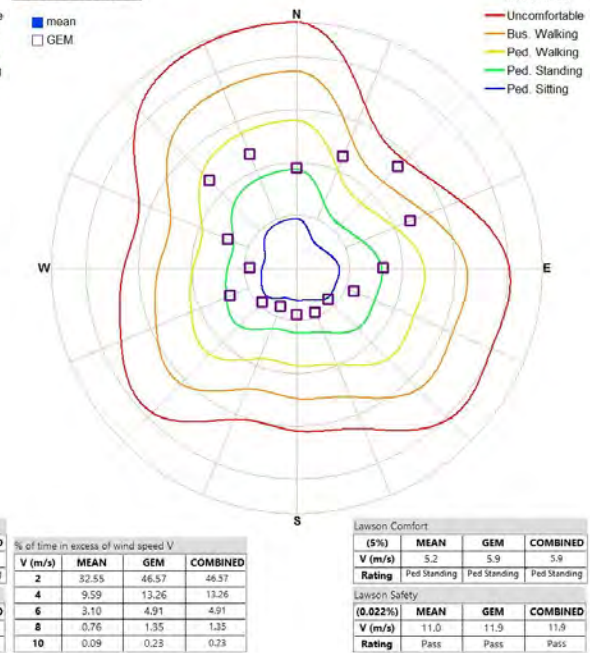 mean
GEM
N
Uncomfortable
Bus. Walking
Ped. Walking
Ped. Standing
Ped. Sitting
W
E
S
% of time in excess of wind speed V
V (m/s) MEAN GEM COMBINED
2 32.55 46.57 46.57
4 9.59 13.26 13.26
6 3.10 4.91 4.91
8 0.76 1.35 1.35
10 0.09 0.23 0.23
Lawson Comfort
(5%) MEAN GEM COMBINED
V (m/s) 5.2 5.9 5.9
Rating Ped Standing Ped Standing Ped Standing
Lawson Safety
(0.022%) MEAN GEM COMBINED
V (m/s) 11.0 11.9 11.9
Rating Pass Pass Pass